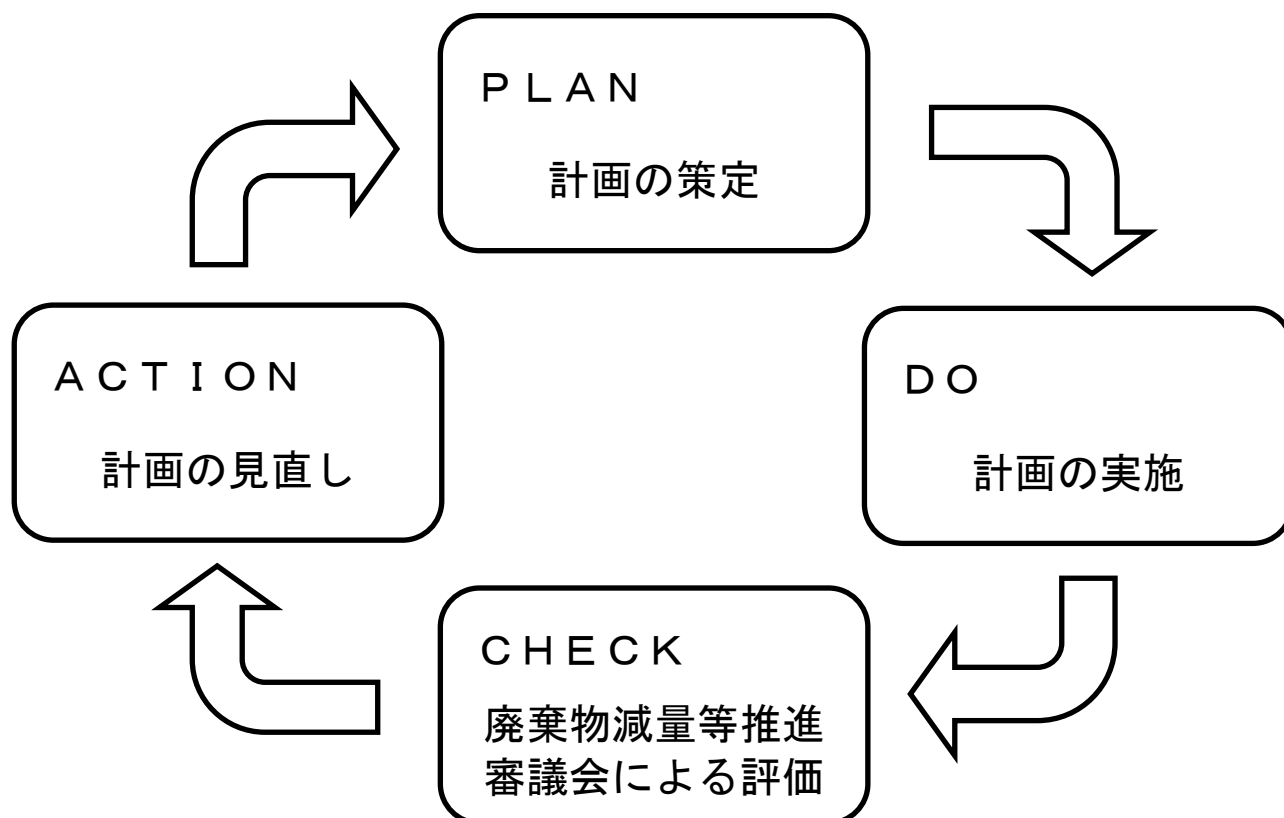 ＰＬＡＮ
計画の策定
ＡＣＴＩＯＮ
計画の見直し
ＤＯ
計画の実施
ＣＨＥＣＫ
廃棄物減量等推進
審議会による評価